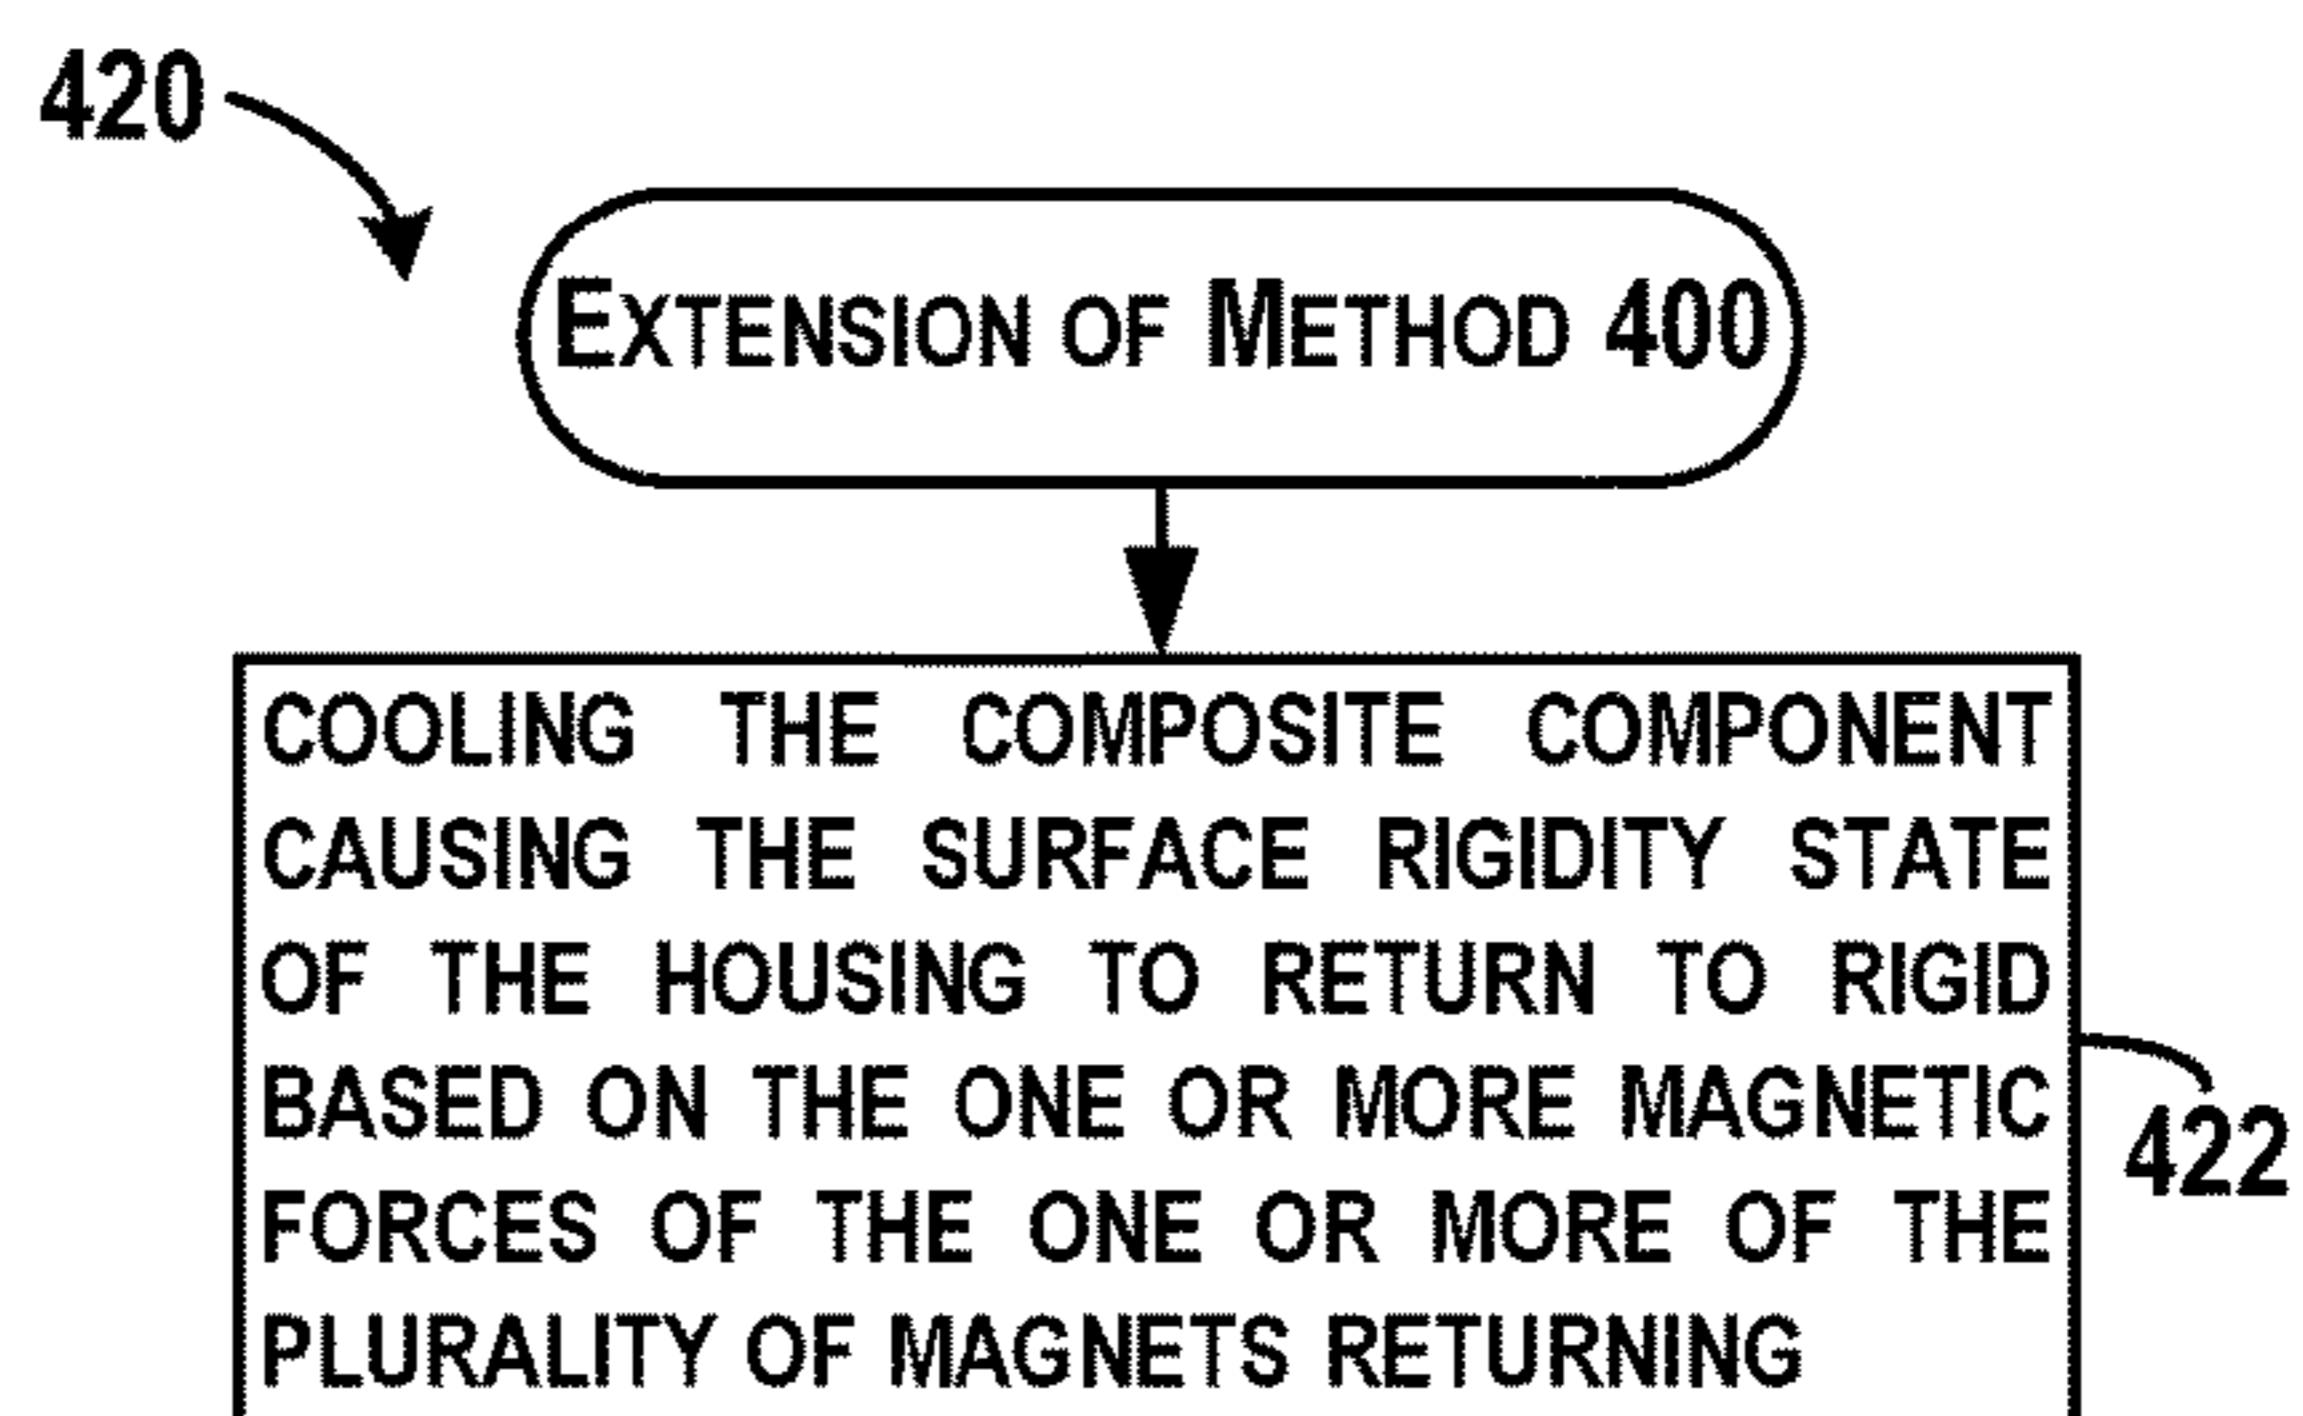 420
EXTENSION OF METHOD 400
COOLING THE COMPOSITE COMPONENT
CAUSING THE SURFACE RIGIDITY STATE
OF THE HOUSING TO RETURN TO RIGID
BASED ON THE ONE OR MORE MAGNETIC
FORCES OF THE ONE OR MORE OF THE
PLURALITY OF MAGNETS RETURNING
422